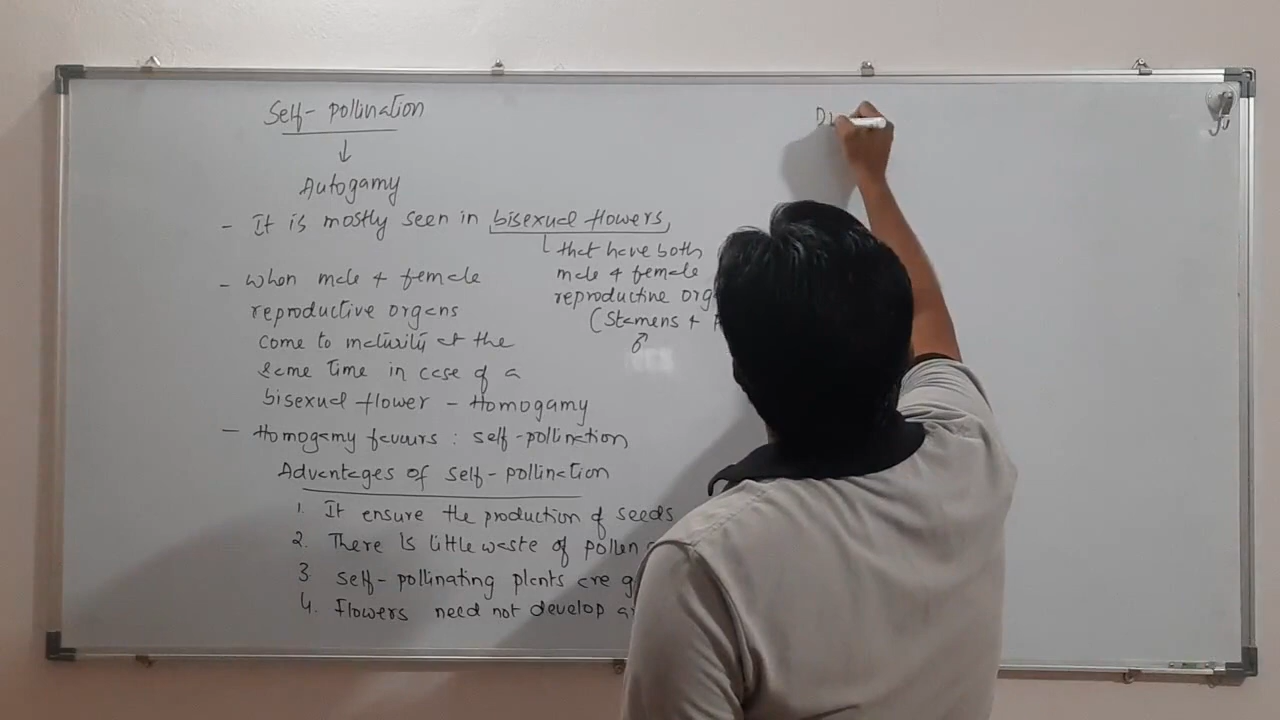 Self-pollination
↓
Autogamy
- It is mostly seen in bisexual flowers,
that have both
male & female
reproductive
(Stamens &
♂
- When male & female
reproductive organs
come to maturity at the
same time in case of a
bisexual flower - Homogamy
- Homogamy favours : self-pollination
Advantages of self-pollination
1. It ensure the production of seeds
2. There is little waste of pollen
3 self-pollinating plants are
4. Flowers need not develop